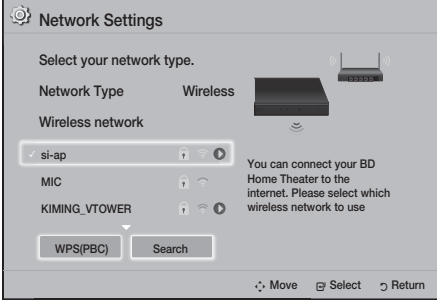 Network Settings
Select your network type.
Network Type Wireless
Wireless network
si-ap
MIC
KIMING_VTOWER
WPS(PBC) Search
You can connect your BD
Home Theater to the
internet. Please select which
wireless network to use
Move Select Return